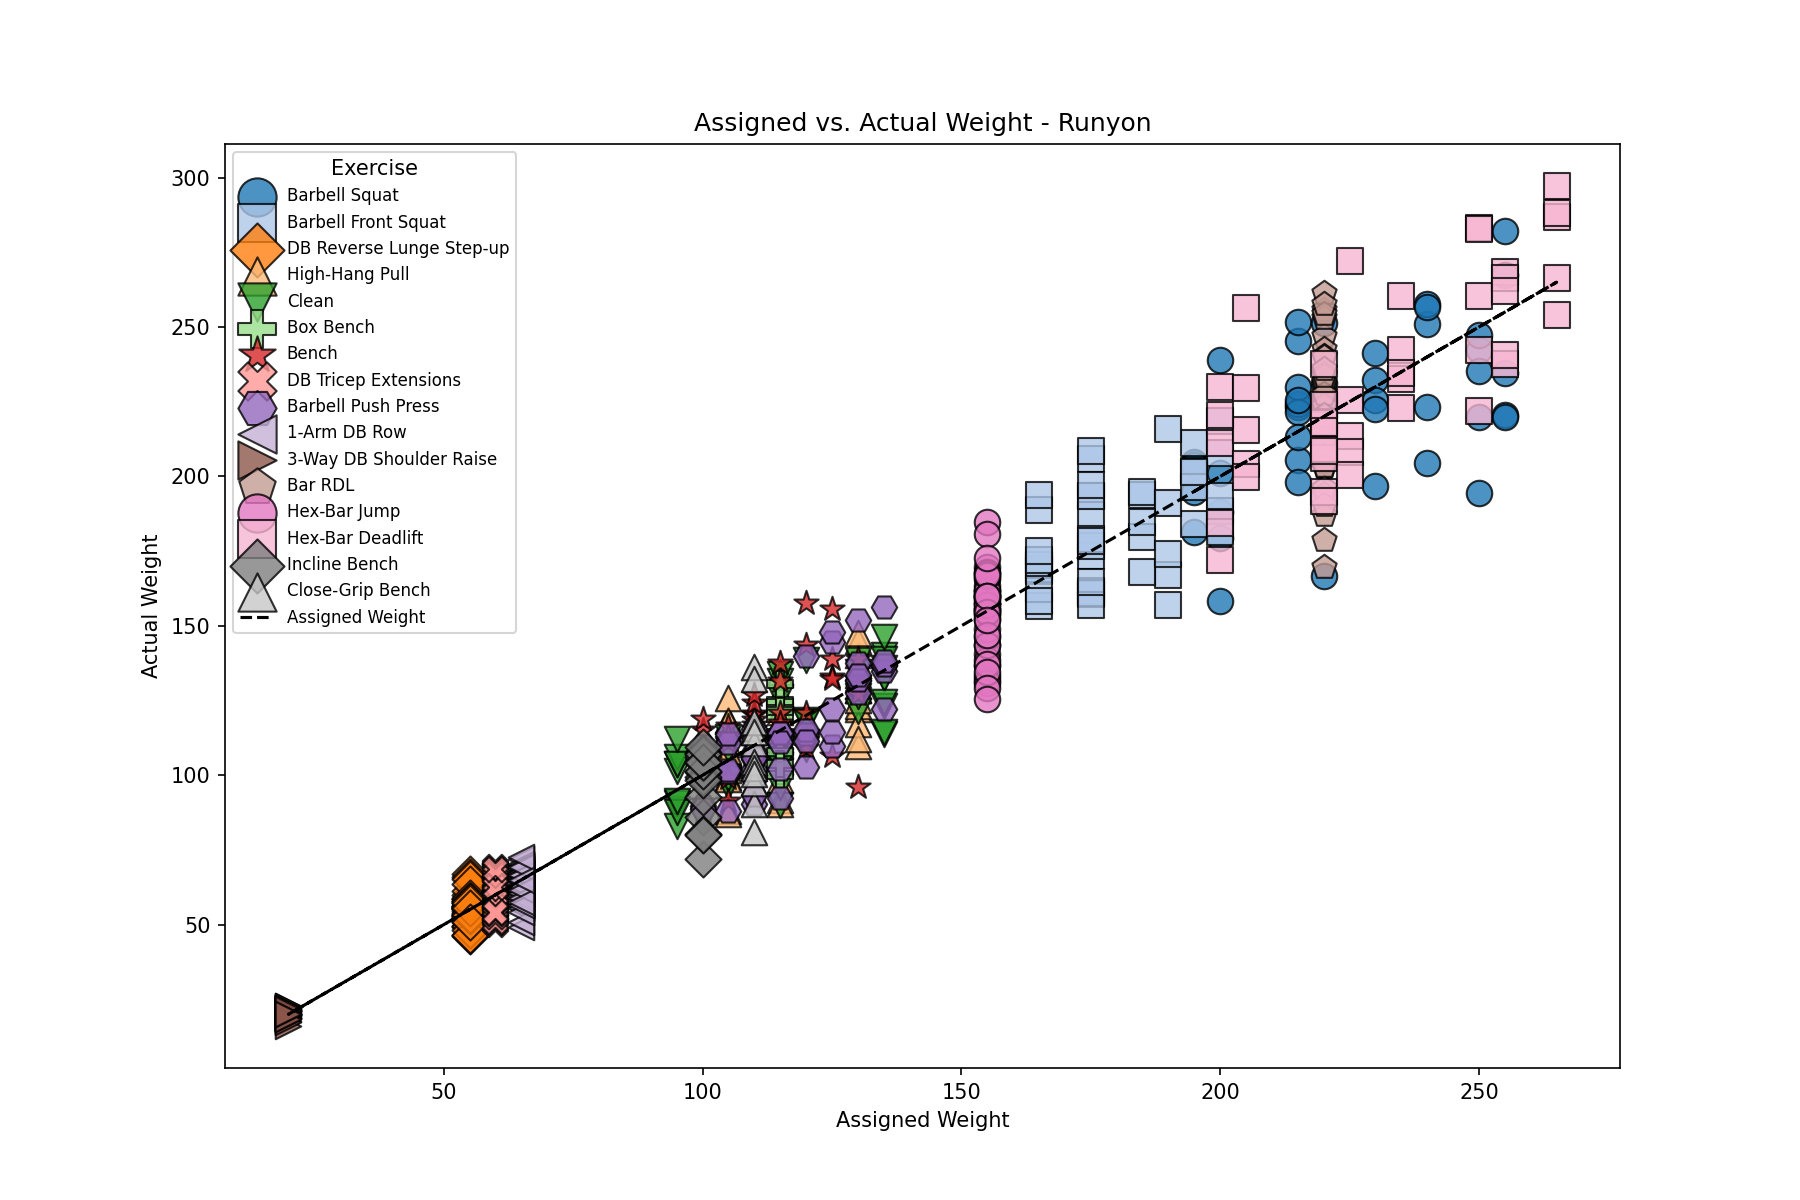 Assigned vs. Actual Weight - Runyon
Exercise
Barbell Squat
Barbell Front Squat
DB Reverse Lunge Step-up
High-Hang Pull
Clean
Box Bench
Bench
DB Tricep Extensions
Barbell Push Press
1-Arm DB Row
3-Way DB Shoulder Raise
Bar RDL
Hex-Bar Jump
Hex-Bar Deadlift
Incline Bench
Close-Grip Bench
Assigned Weight
Actual Weight
300
250
200
150
100
50
50 100 150 200 250
Assigned Weight